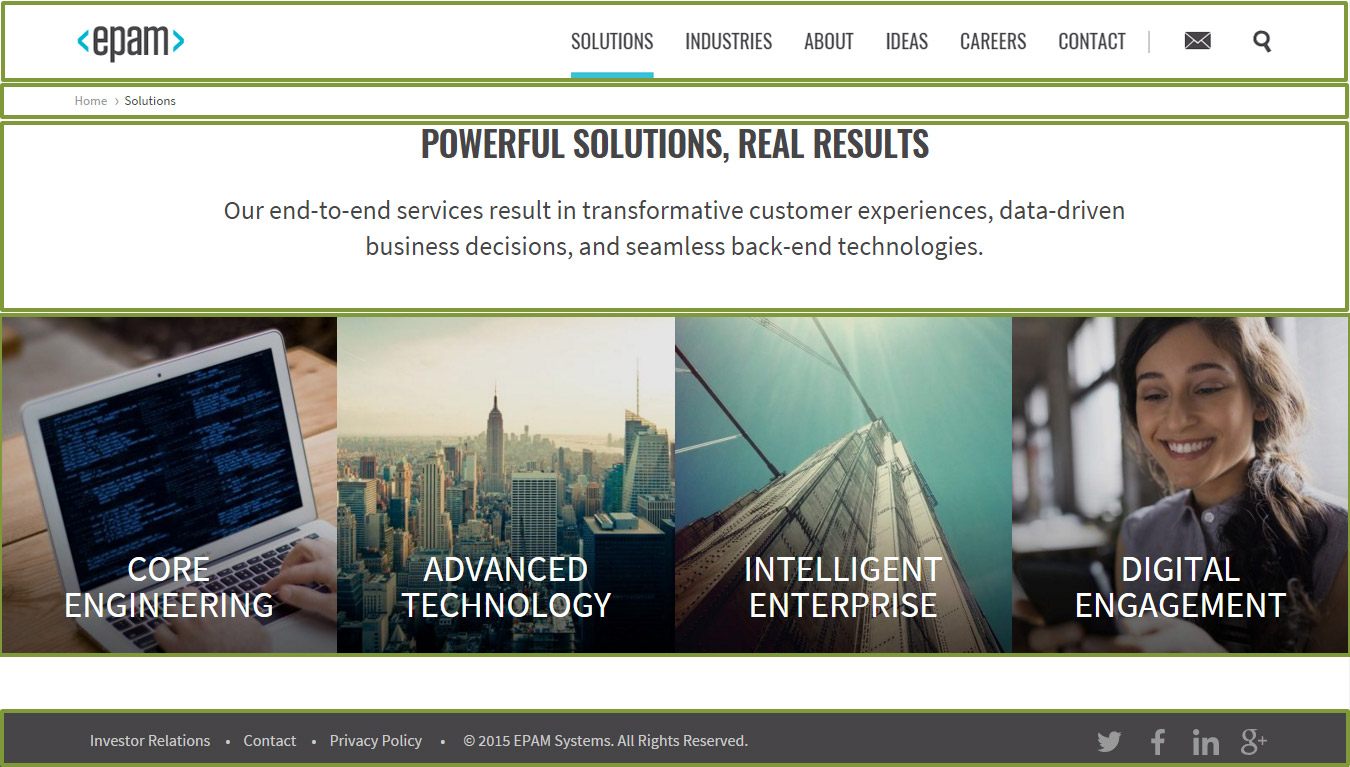 <epam>
SOLUTIONS INDUSTRIES ABOUT IDEAS CAREERS CONTACT
Home › Solutions
POWERFUL SOLUTIONS, REAL RESULTS
Our end-to-end services result in transformative customer experiences, data-driven
business decisions, and seamless back-end technologies.
CORE
ENGINEERING
ADVANCED
TECHNOLOGY
INTELLIGENT
ENTERPRISE
DIGITAL
ENGAGEMENT
Investor Relations • Contact • Privacy Policy • © 2015 EPAM Systems. All Rights Reserved.